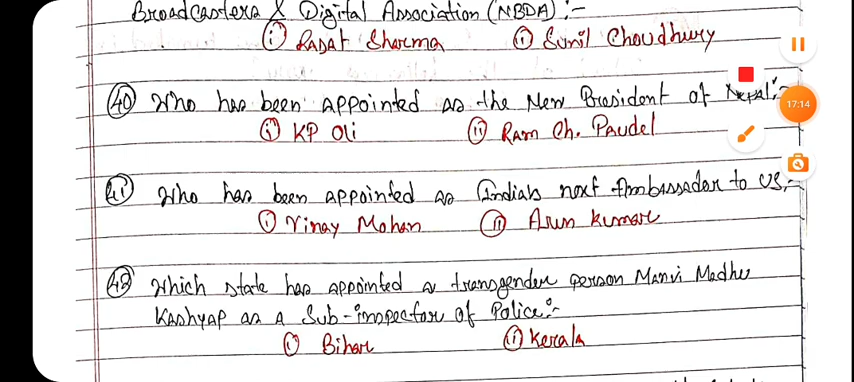 Broadcasters & Digital Association (NBDA):-
(i) Rajat Sharma (ii) Sunil Choudhury
(40) Who has been appointed as the New President of Nepal:-
17:14
(i) KP Oli (ii) Ram Ch. Paudel
(41) Who has been appointed as India's next Ambassador to US:-
(i) Vinay Mohan (ii) Arun Kumar
(42) Which state has appointed a transgender person Manvi Madhu
Kashyap as a Sub-inspector of Police:-
(i) Bihar (ii) Kerala